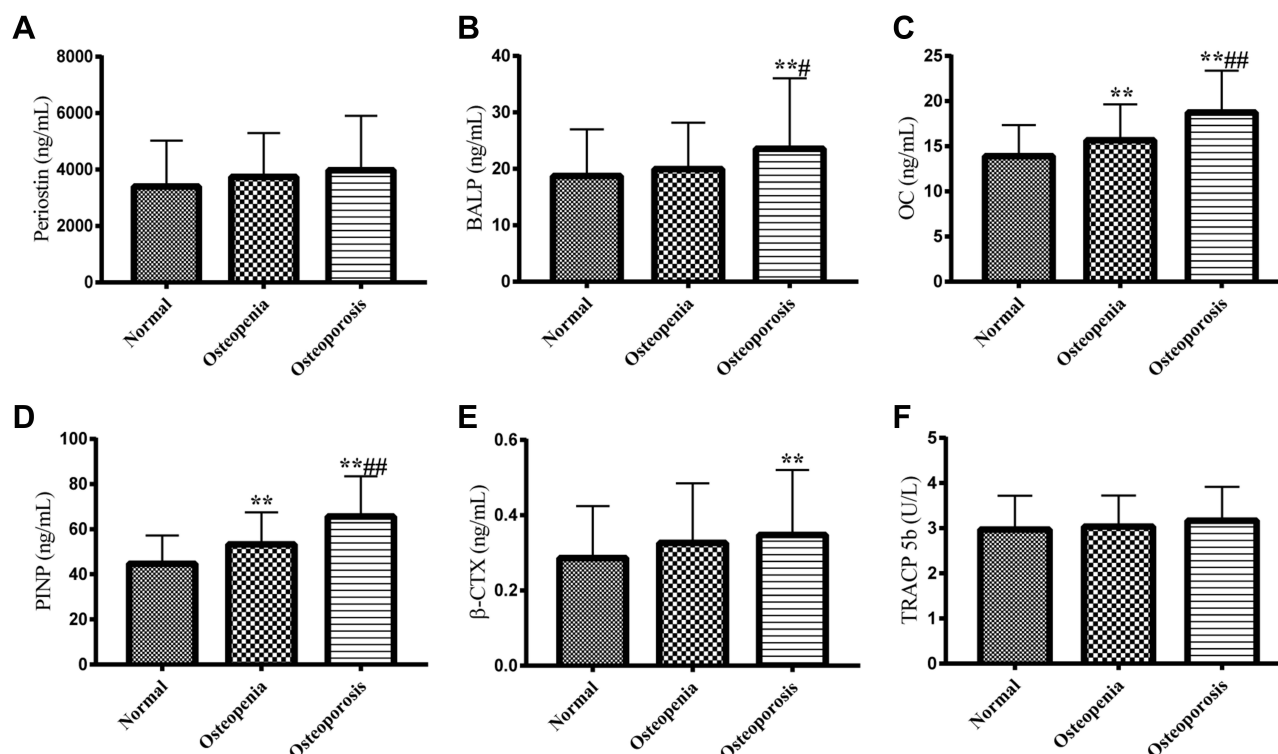 A
Periostin (ng/mL)
8000
6000
4000
2000
0
Normal
Osteopenia
Osteoporosis
B
BALP (ng/mL)
40
30
20
10
0
**#
Normal
Osteopenia
Osteoporosis
C
OC (ng/mL)
25
20
15
10
5
0
**
**##
Normal
Osteopenia
Osteoporosis
D
PINP (ng/mL)
100
80
60
40
20
0
**
**##
Normal
Osteopenia
Osteoporosis
E
β-CTX (ng/mL)
0.6
0.4
0.2
0.0
**
Normal
Osteopenia
Osteoporosis
F
TRACP 5b (U/L)
5
4
3
2
1
0
Normal
Osteopenia
Osteoporosis